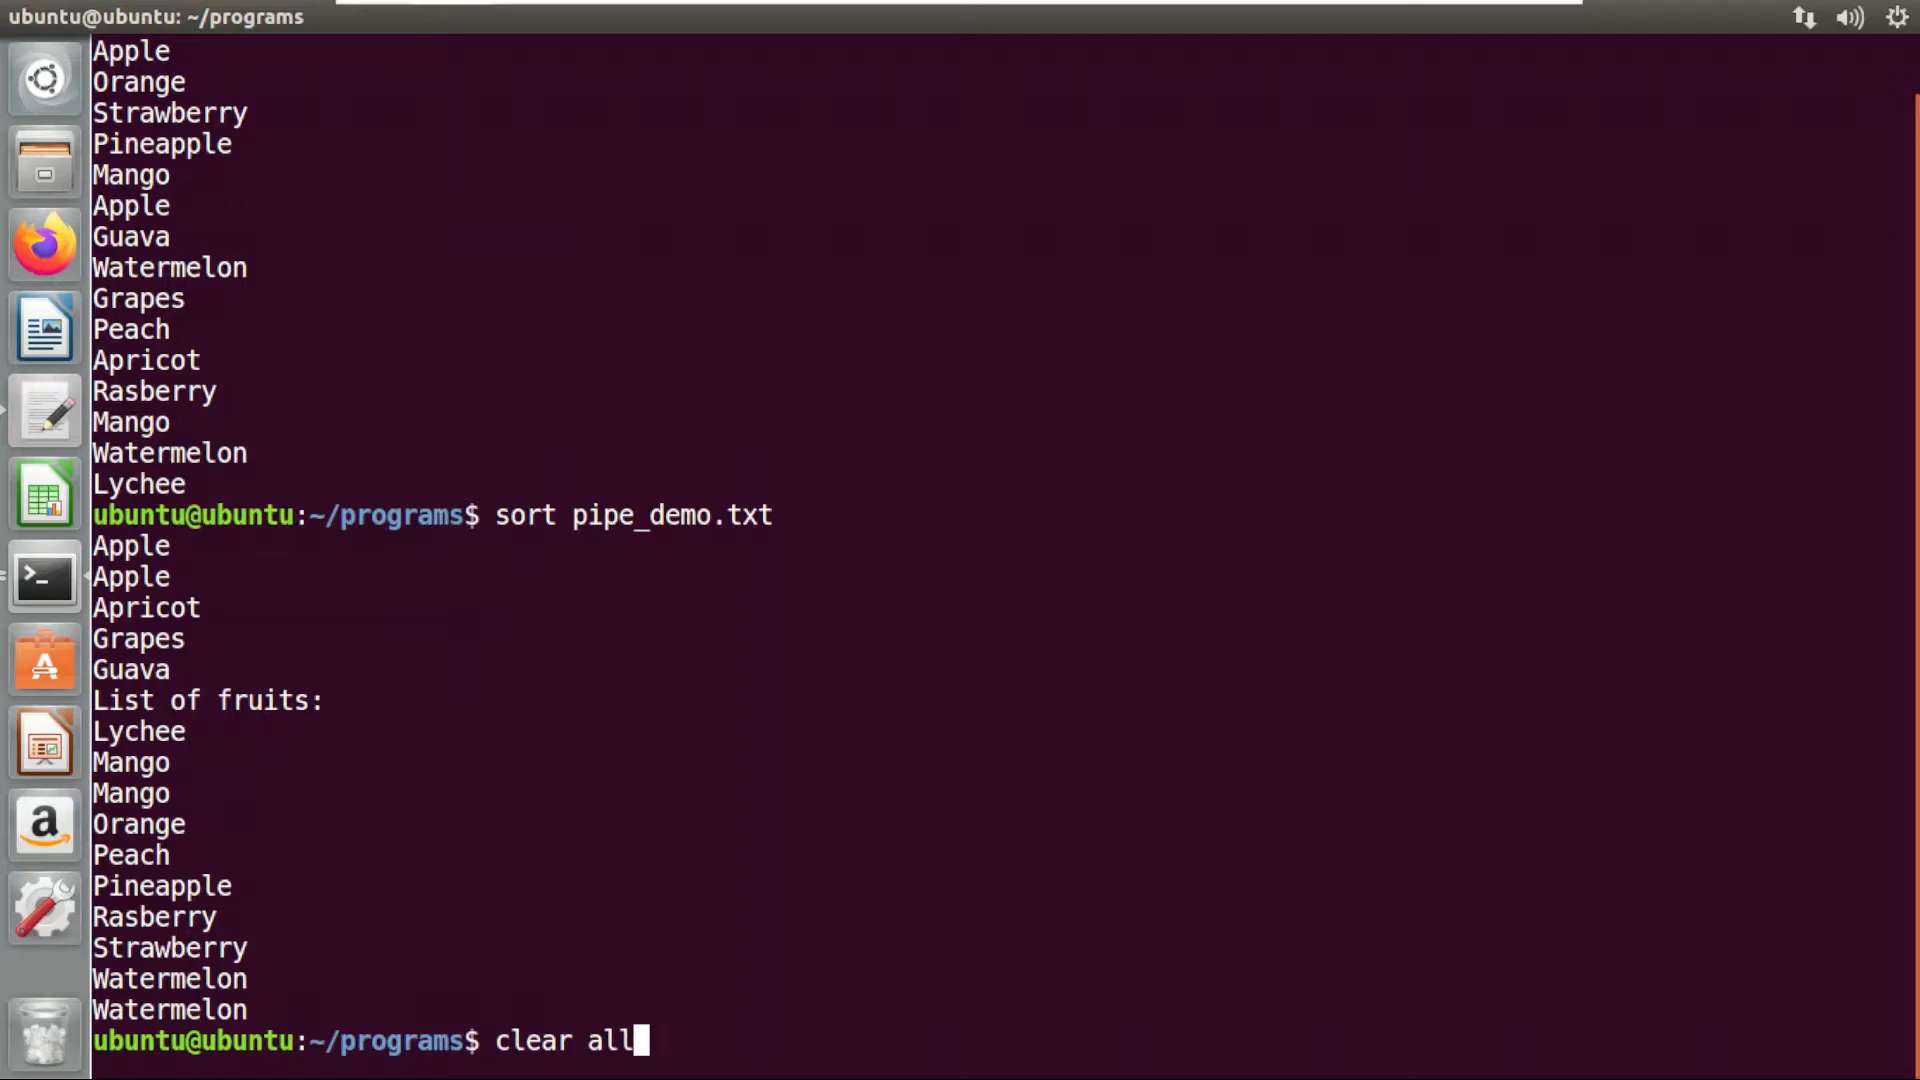 ubuntu@ubuntu: ~/programs
Apple
Orange
Strawberry
Pineapple
Mango
Apple
Guava
Watermelon
Grapes
Peach
Apricot
Rasberry
Mango
Watermelon
Lychee
ubuntu@ubuntu:~/programs$ sort pipe_demo.txt
Apple
Apple
Apricot
Grapes
Guava
List of fruits:
Lychee
Mango
Mango
Orange
Peach
Pineapple
Rasberry
Strawberry
Watermelon
Watermelon
ubuntu@ubuntu:~/programs$ clear all